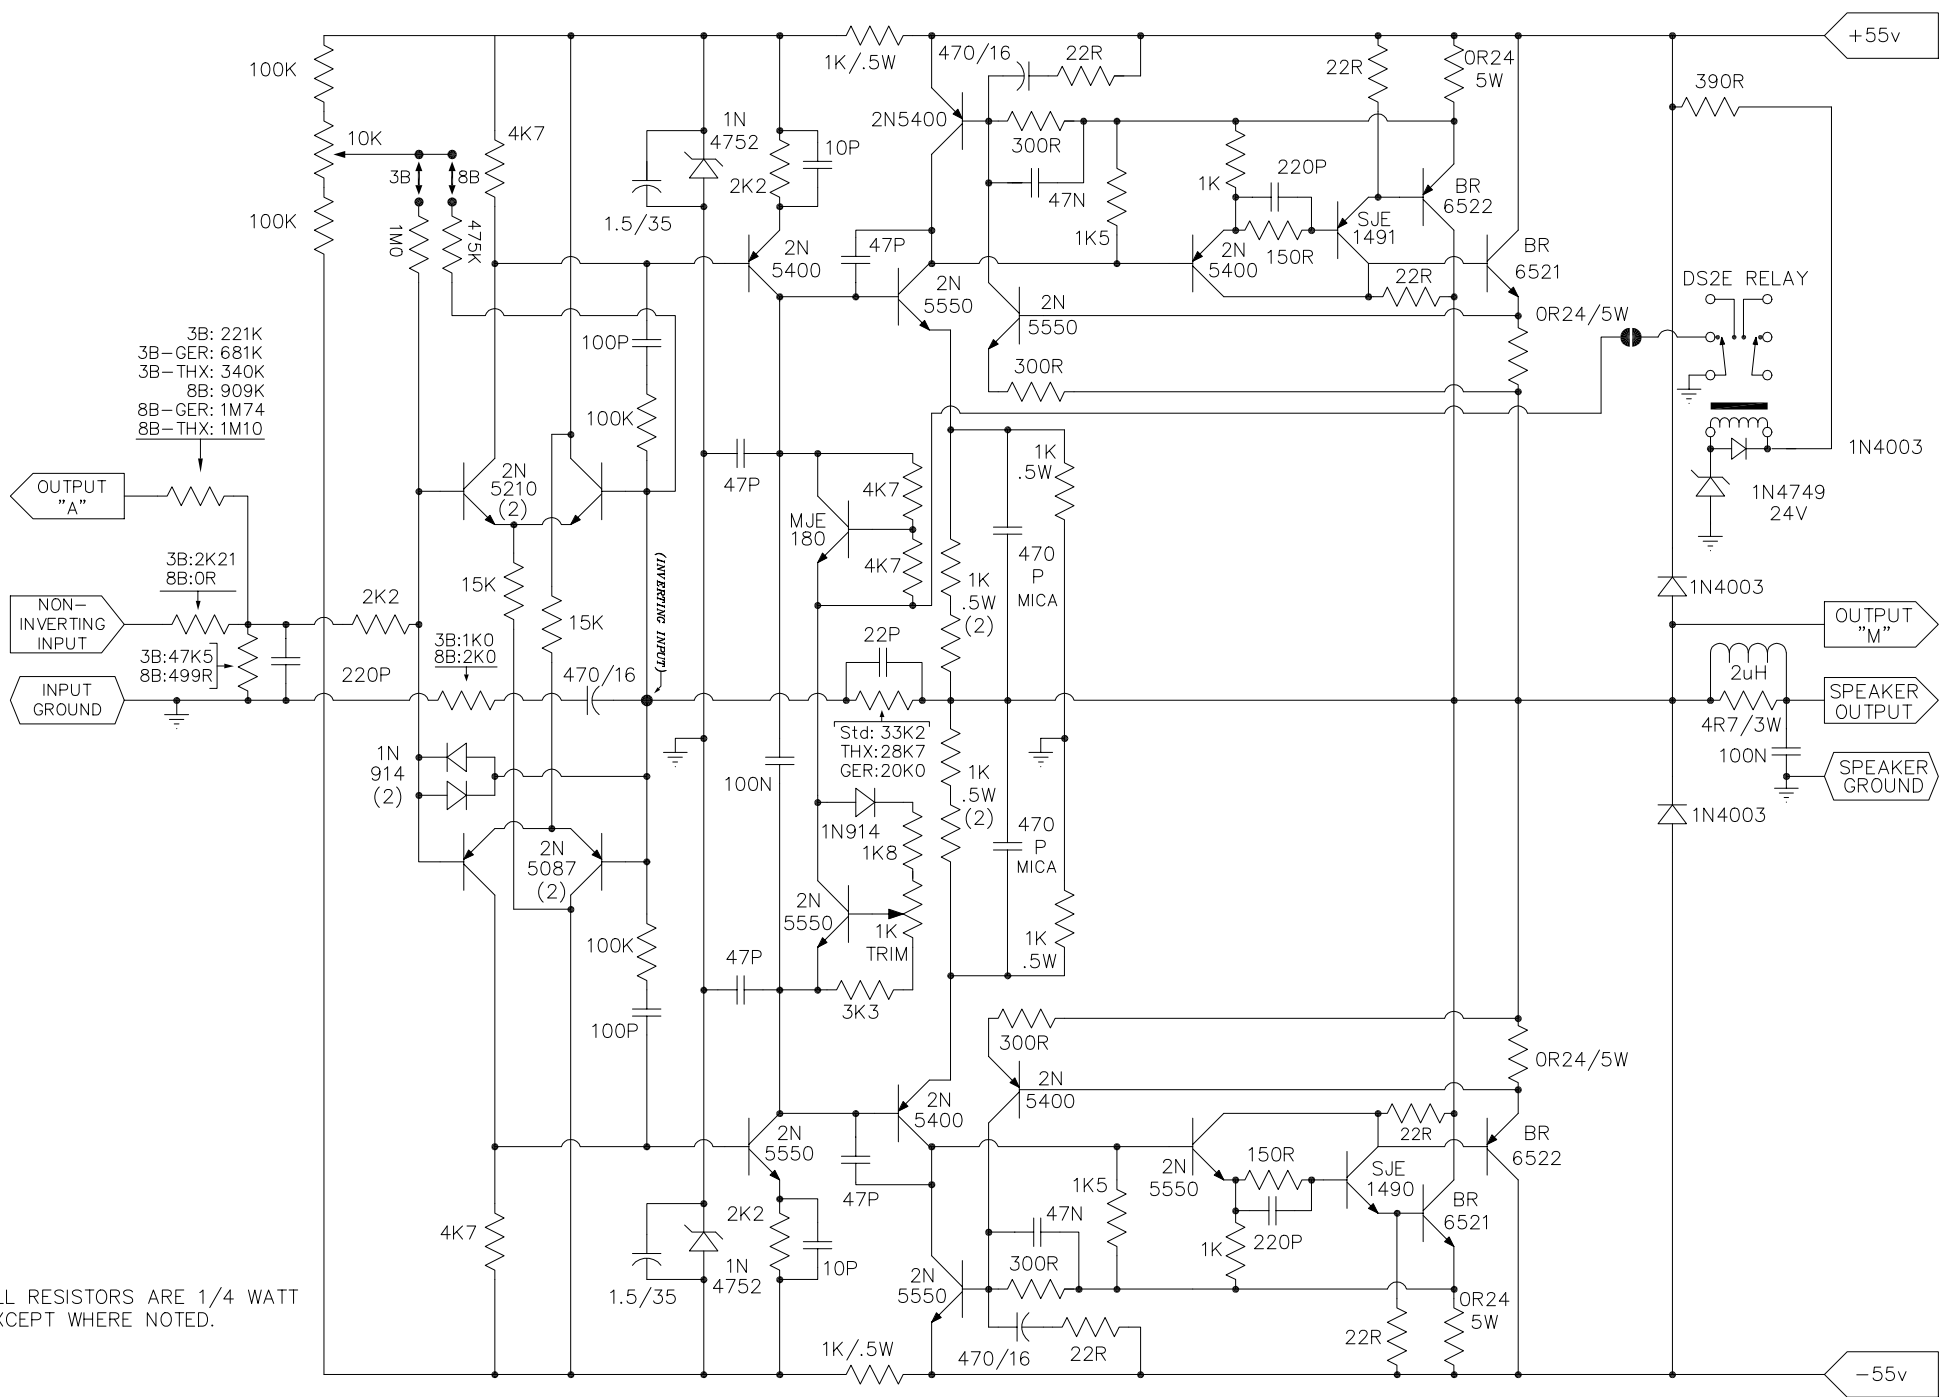 +55v
100K
10K
3B
8B
100K
1M0
475K
4K7
1N
4752
1.5/35
2K2
10P
1K/.5W
470/16
22R
2N5400
300R
47N
1K5
1K
220P
150R
2N
5400
SJE
1491
22R
0R24
5W
BR
6522
BR
6521
22R
0R24/5W
390R
DS2E RELAY
1N4003
1N4749
24V
2N
5400
47P
2N
5550
2N
5550
300R
3B: 221K
3B-GER: 681K
3B-THX: 340K
8B: 909K
8B-GER: 1M74
8B-THX: 1M10
OUTPUT
"A"
100P
100K
2N
5210
(2)
47P
MJE
180
4K7
4K7
1K
.5W
470
P
MICA
1K
.5W
(2)
3B:2K21
8B:0R
NON-
INVERTING
INPUT
2K2
15K
15K
(INVERTING INPUT)
3B:47K5
8B:499R
220P
3B:1K0
8B:2K0
470/16
22P
INPUT
GROUND
Std: 33K2
THX:28K7
GER:20K0
1N4003
OUTPUT
"M"
2uH
4R7/3W
SPEAKER
OUTPUT
100N
SPEAKER
GROUND
1N4003
1N
914
(2)
100N
1N914
1K8
1K
.5W
(2)
470
P
MICA
2N
5087
(2)
2N
5550
1K
TRIM
1K
.5W
100K
47P
3K3
100P
300R
0R24/5W
2N
5400
2N
5400
2N
5550
47P
22R
BR
6522
150R
2N
5550
SJE
1490
BR
6521
1K5
47N
1K
220P
300R
4K7
2K2
1N
4752
1.5/35
10P
2N
5550
470/16
22R
22R
0R24
5W
1K/.5W
-55v
LL RESISTORS ARE 1/4 WATT
XCEPT WHERE NOTED.